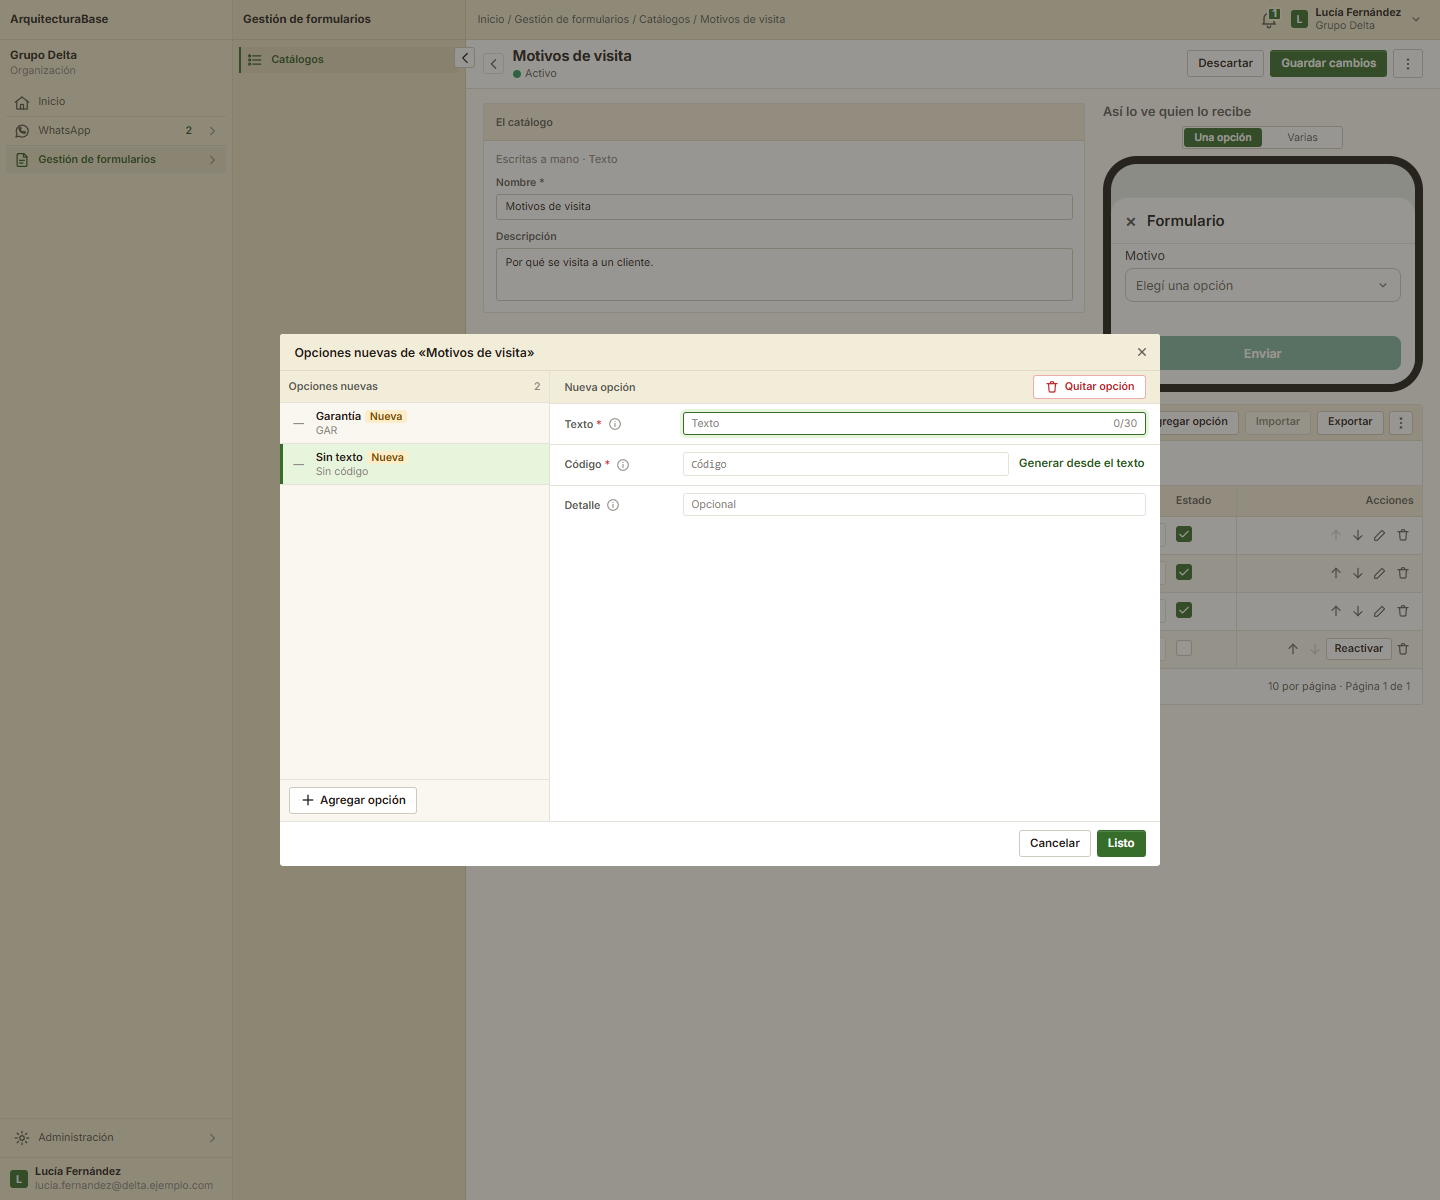 ArquitecturaBase
Gestión de formularios
Inicio / Gestión de formularios / Catálogos / Motivos de visita
1
L
Lucía Fernández
Grupo Delta
Grupo Delta
Organización
Inicio
WhatsApp
2
Gestión de formularios
Catálogos
Motivos de visita
Activo
Descartar
Guardar cambios
El catálogo
Escritas a mano · Texto
Nombre *
Motivos de visita
Descripción
Por qué se visita a un cliente.
Así lo ve quien lo recibe
Una opción
Varias
Formulario
Motivo
Elegí una opción
Enviar
Opciones nuevas de «Motivos de visita»
Opciones nuevas
2
Garantía Nueva
GAR
Sin texto Nueva
Sin código
Agregar opción
Nueva opción
Quitar opción
Texto *
Texto
0/30
Código *
Código
Generar desde el texto
Detalle
Opcional
Cancelar
Listo
gregar opción
Importar
Exportar
Estado
Acciones
Reactivar
10 por página · Página 1 de 1
Administración
L
Lucía Fernández
lucia.fernandez@delta.ejemplo.com